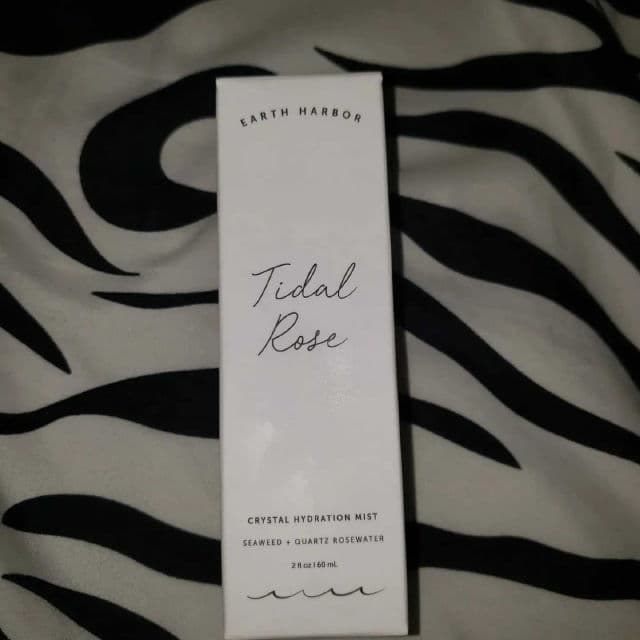 EARTH HARBOR
Tidal
Rose
CRYSTAL HYDRATION MIST
SEAWEED + QUARTZ ROSEWATER
2 fl oz | 60 mL